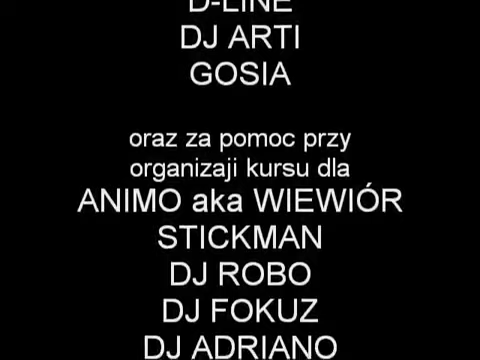 D-LINE
DJ ARTI
GOSIA
oraz za pomoc przy
organizaji kursu dla
ANIMO aka WIEWIÓR
STICKMAN
DJ ROBO
DJ FOKUZ
DJ ADRIANO